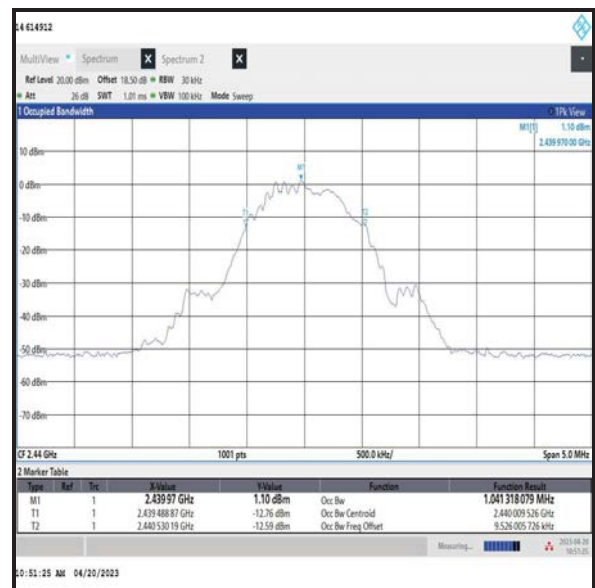 14 614912
MultiView Spectrum X Spectrum 2 X
Ref Level 20.00 dBm Offset 18.50 dB RBW 30 kHz
Att 26 dB SWT 1.01 ms VBW 100 kHz Mode Sweep
1 Occupied Bandwidth 1Pk View
M1[1] 1.10 dBm
2.439 970 00 GHz
10 dBm
M1
0 dBm
T1 T2
-10 dBm
-20 dBm
-30 dBm
-40 dBm
-50 dBm
-60 dBm
-70 dBm
CF 2.44 GHz 1001 pts 500.0 kHz/ Span 5.0 MHz
2 Marker Table
Type Ref Trc X-Value Y-Value Function Function Result
M1 1 2.439 97 GHz 1.10 dBm Occ Bw 1.041 318 079 MHz
T1 1 2.439 488 87 GHz -12.76 dBm Occ Bw Centroid 2.440 009 526 GHz
T2 1 2.440 530 19 GHz -12.59 dBm Occ Bw Freq Offset 9.526 005 726 kHz
Measuring... 2023-04-20
10:51:25
10:51:25 AM 04/20/2023